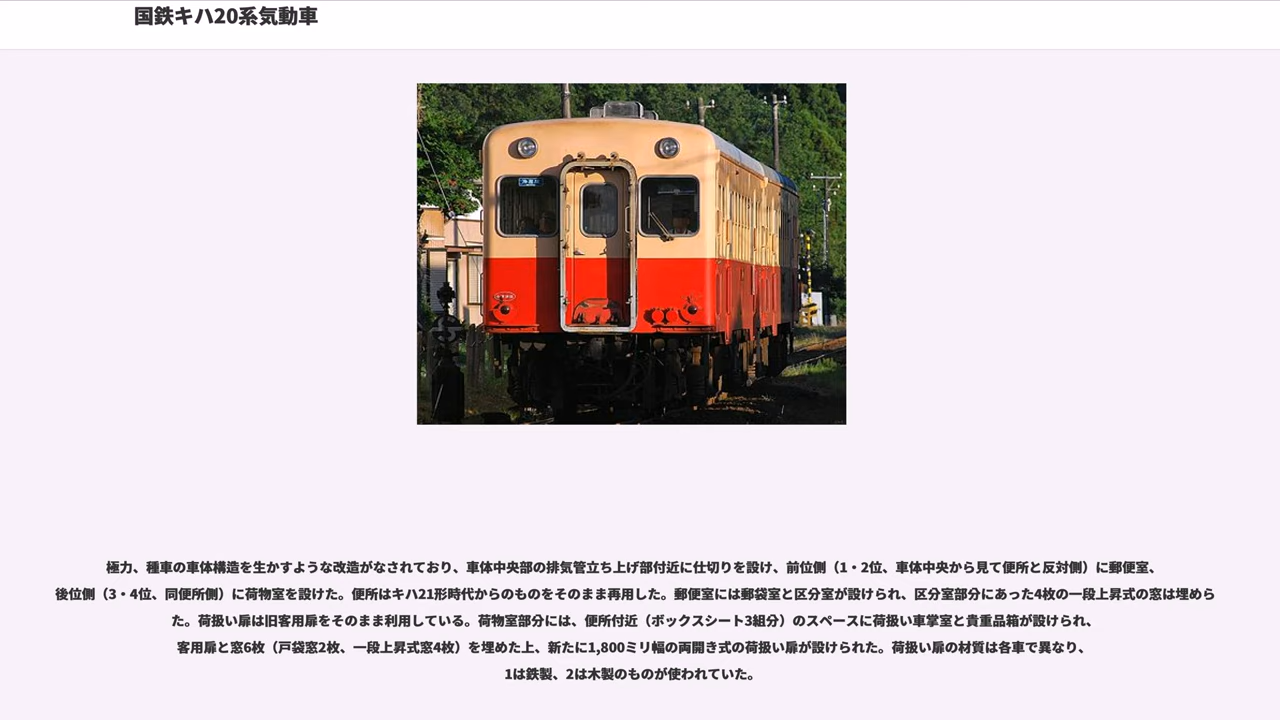 国鉄キハ20系気動車
極力、種車の車体構造を生かすような改造がなされており、車体中央部の排気管立ち上げ部付近に仕切りを設け、前位側（1・2位、車体中央から見て便所と反対側）に郵便室、
後位側（3・4位、同便所側）に荷物室を設けた。便所はキハ21形時代からのものをそのまま再用した。郵便室には郵袋室と区分室が設けられ、区分室部分にあった4枚の一段上昇式の窓は埋めら
た。荷扱い扉は旧客用扉をそのまま利用している。荷物室部分には、便所付近（ボックスシート3組分）のスペースに荷扱い車掌室と貴重品箱が設けられ、
客用扉と窓6枚（戸袋窓2枚、一段上昇式窓4枚）を埋めた上、新たに1,800ミリ幅の両開き式の荷扱い扉が設けられた。荷扱い扉の材質は各車で異なり、
1は鉄製、2は木製のものが使われていた。